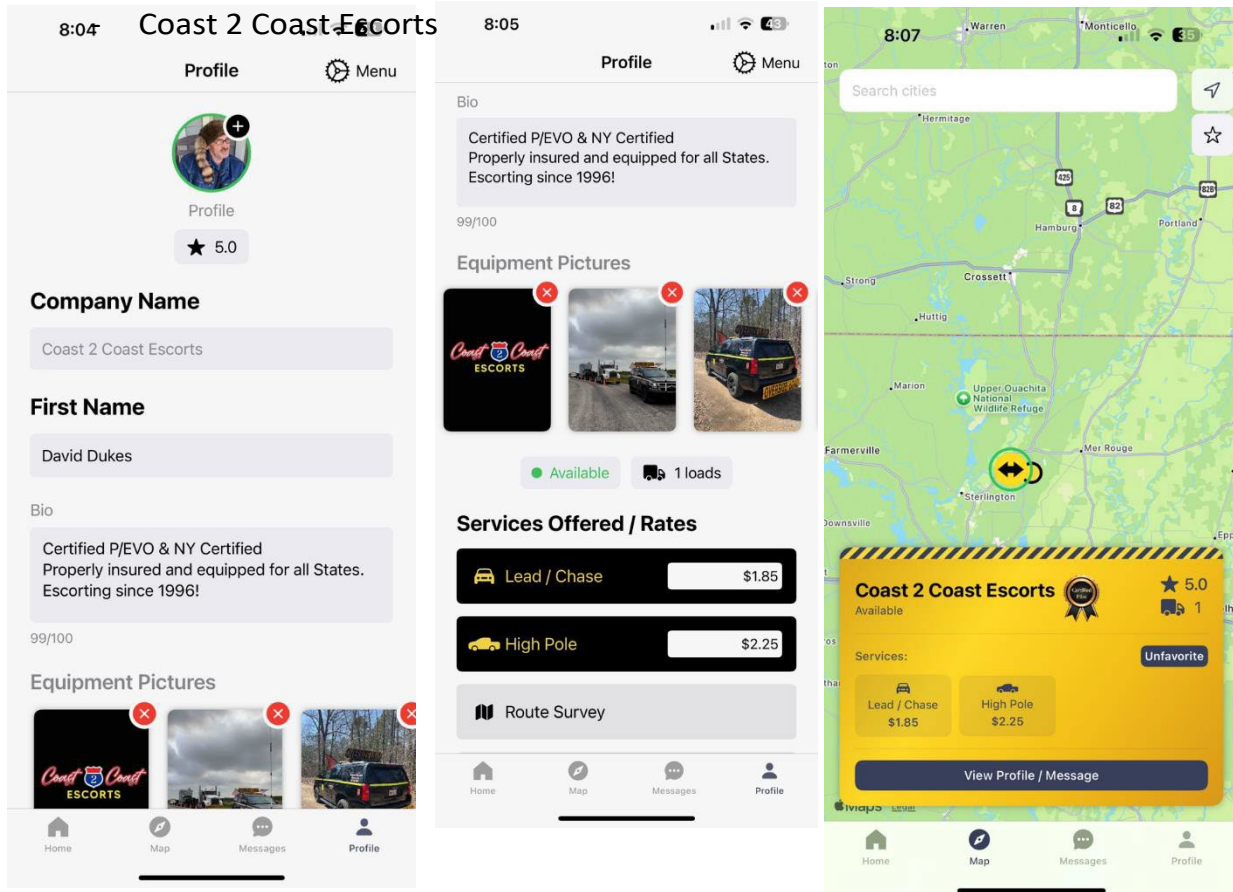 Coast 2 Coast Escorts
8:04
Profile
Menu
Profile
5.0
Company Name
Coast 2 Coast Escorts
First Name
David Dukes
Bio
Certified P/EVO & NY Certified
Properly insured and equipped for all States.
Escorting since 1996!
99/100
Equipment Pictures
Coast 2 Coast
ESCORTS
Home
Map
Messages
Profile
8:05
43
Profile
Menu
Bio
Certified P/EVO & NY Certified
Properly insured and equipped for all States.
Escorting since 1996!
99/100
Equipment Pictures
Coast 2 Coast
ESCORTS
Available
1 loads
Services Offered / Rates
Lead / Chase
$1.85
High Pole
$2.25
Route Survey
Home
Map
Messages
Profile
8:07
35
Warren
Monticello
Search cities
Hermitage
425
82B
8
82
Hamburg
Portland
Strong
Crossett
Huttig
Marion
Upper Ouachita
National
Wildlife Refuge
Farmerville
Mer Rouge
Sterlington
Downsville
Epp
Coast 2 Coast Escorts
Certified
Pilot
5.0
Available
1
Services:
Unfavorite
Lead / Chase
$1.85
High Pole
$2.25
View Profile / Message
Maps
Legal
Home
Map
Messages
Profile